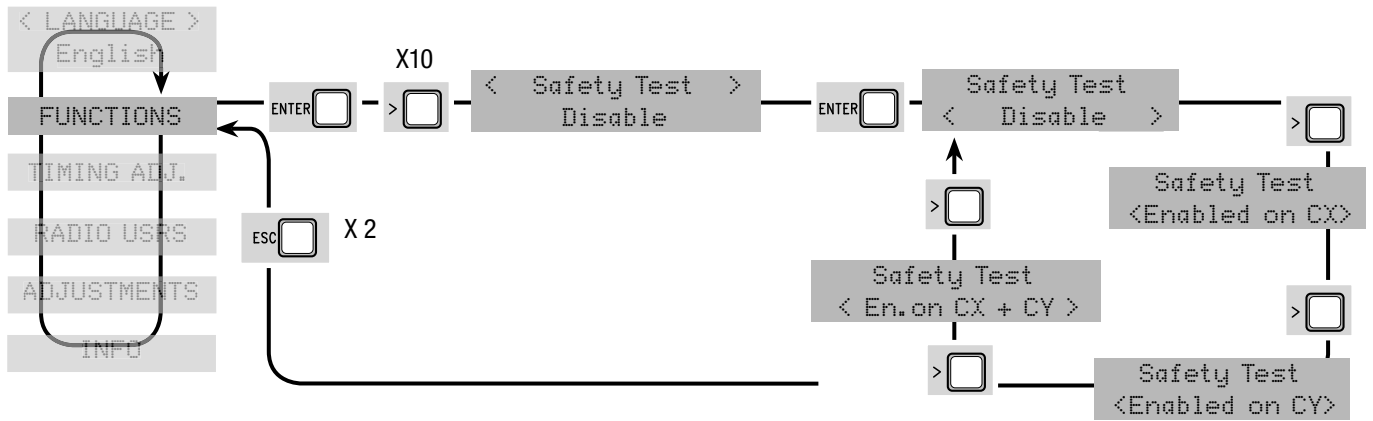 < LANGUAGE >
English
FUNCTIONS
TIMING ADJ.
RADIO USRS
ADJUSTMENTS
INFO
ENTER
X10
>
< Safety Test >
Disable
ENTER
Safety Test
< Disable >
>
Safety Test
<Enabled on CX>
>
Safety Test
<Enabled on CY>
>
Safety Test
< En.on CX + CY >
>
ESC
X 2